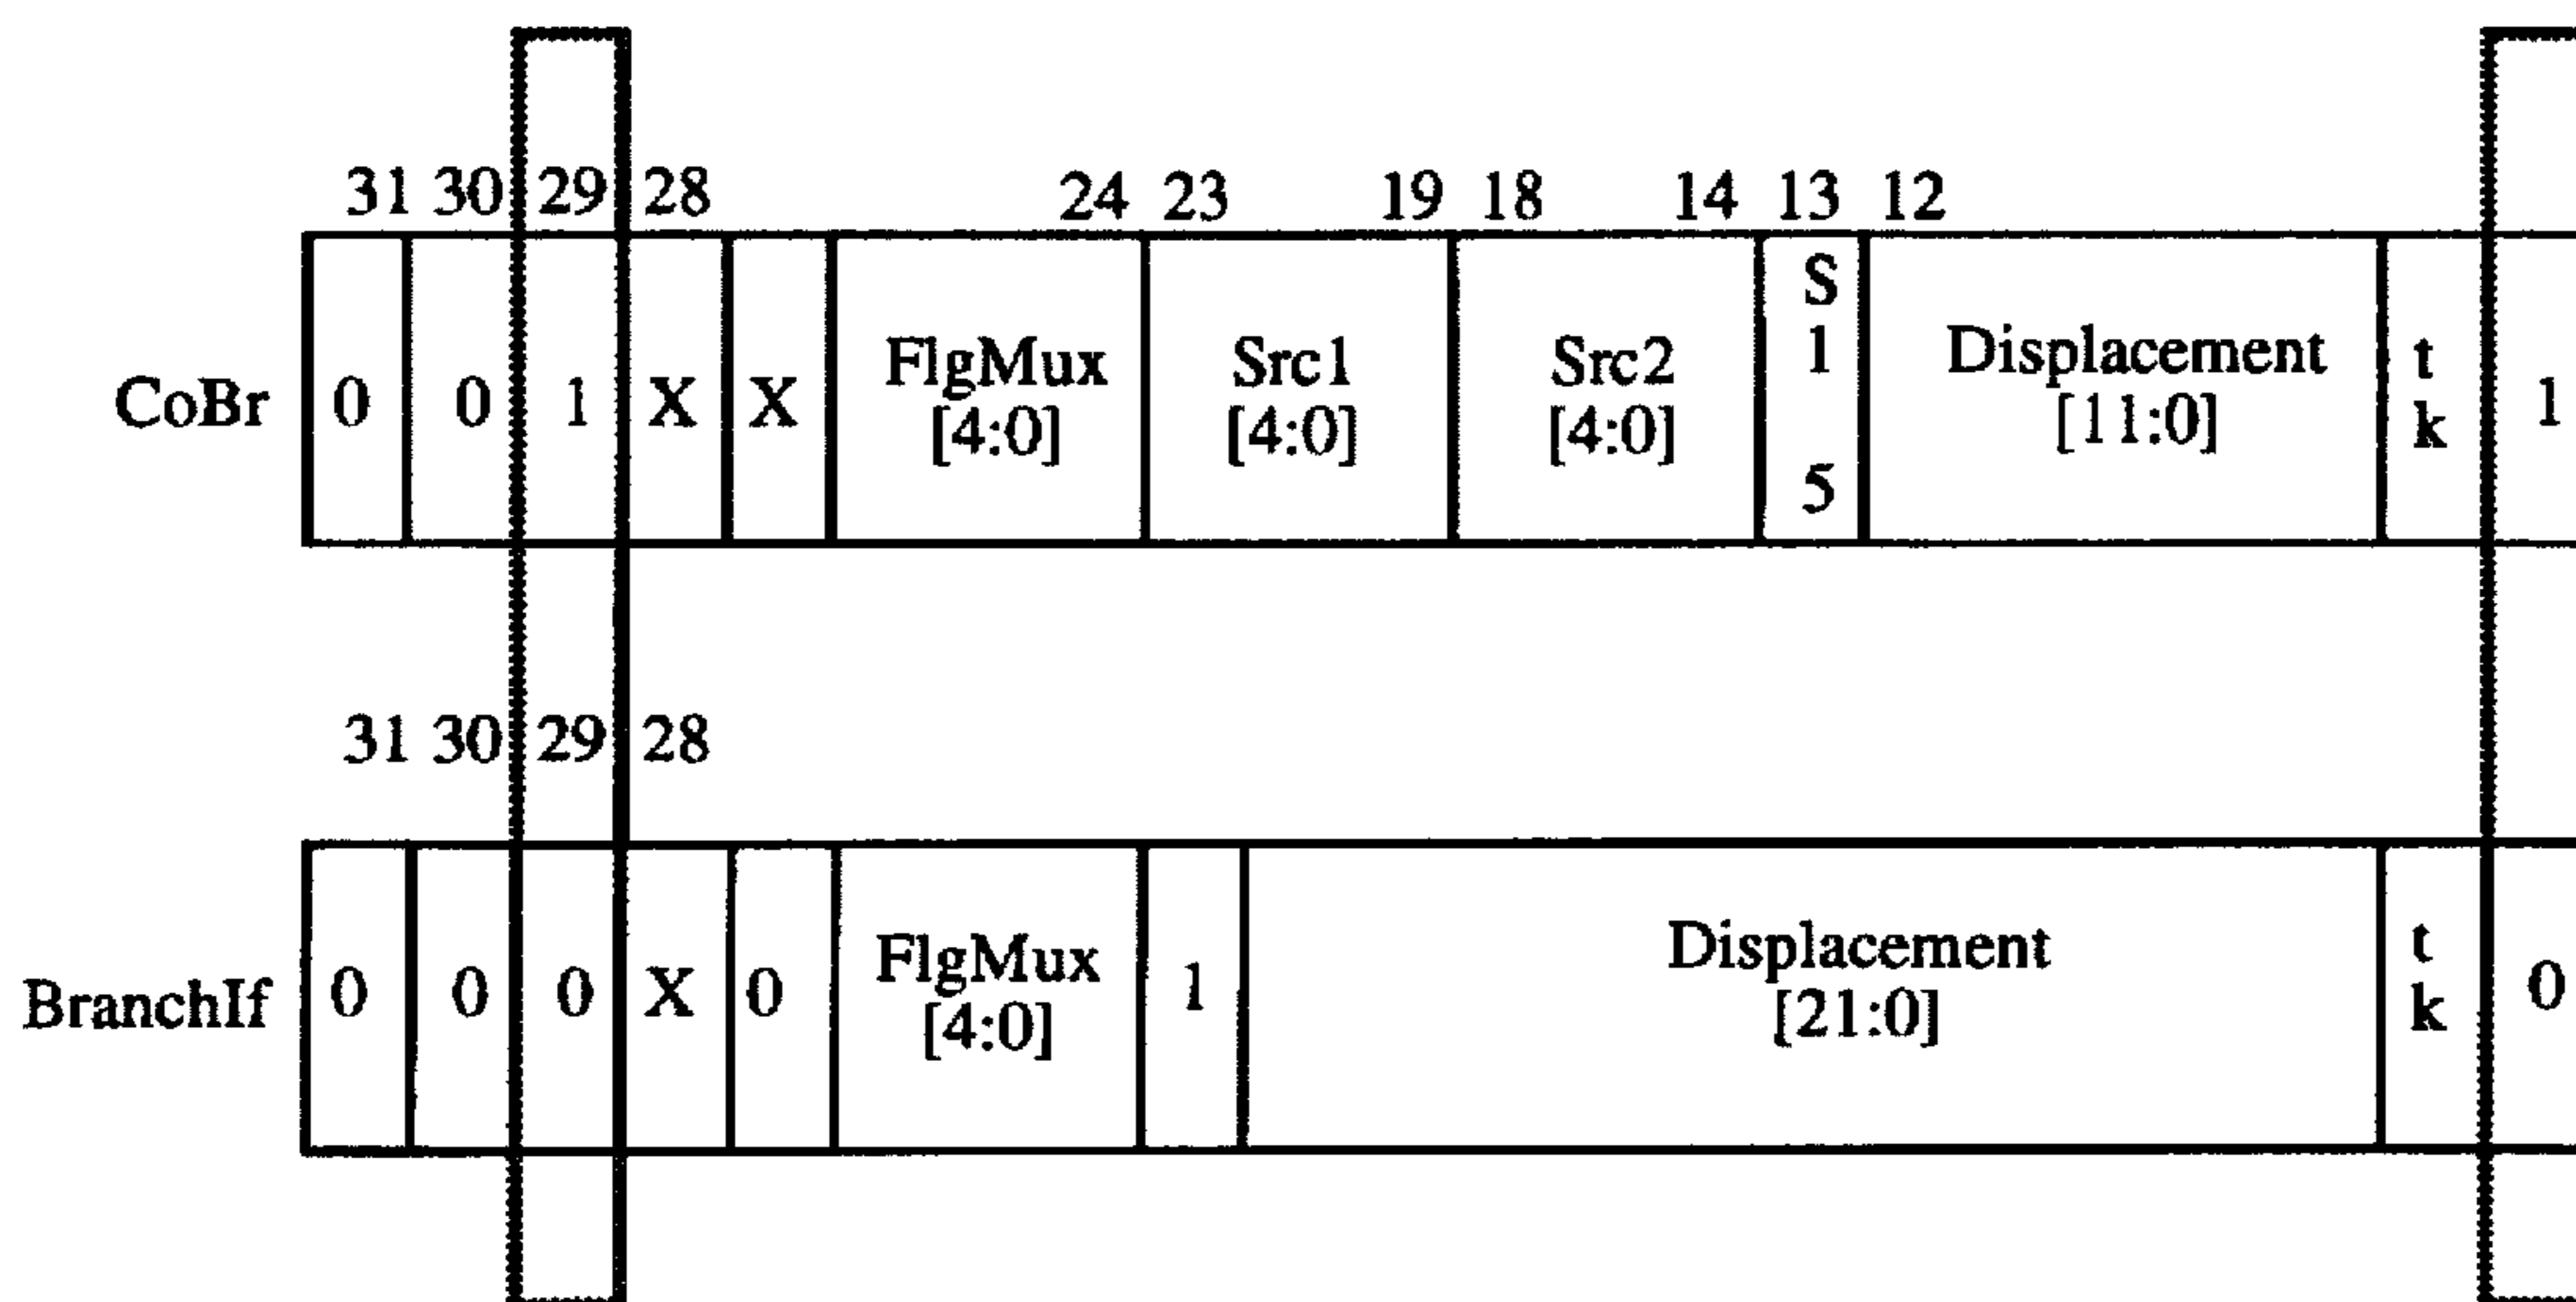 31 30 29 28 24 23 19 18 14 13 12
CoBr 0 0 1 X X FlgMux [4:0] Src1 [4:0] Src2 [4:0] S 1 5 Displacement [11:0] t k 1
31 30 29 28
BranchIf 0 0 0 X 0 FlgMux [4:0] 1 Displacement [21:0] t k 0